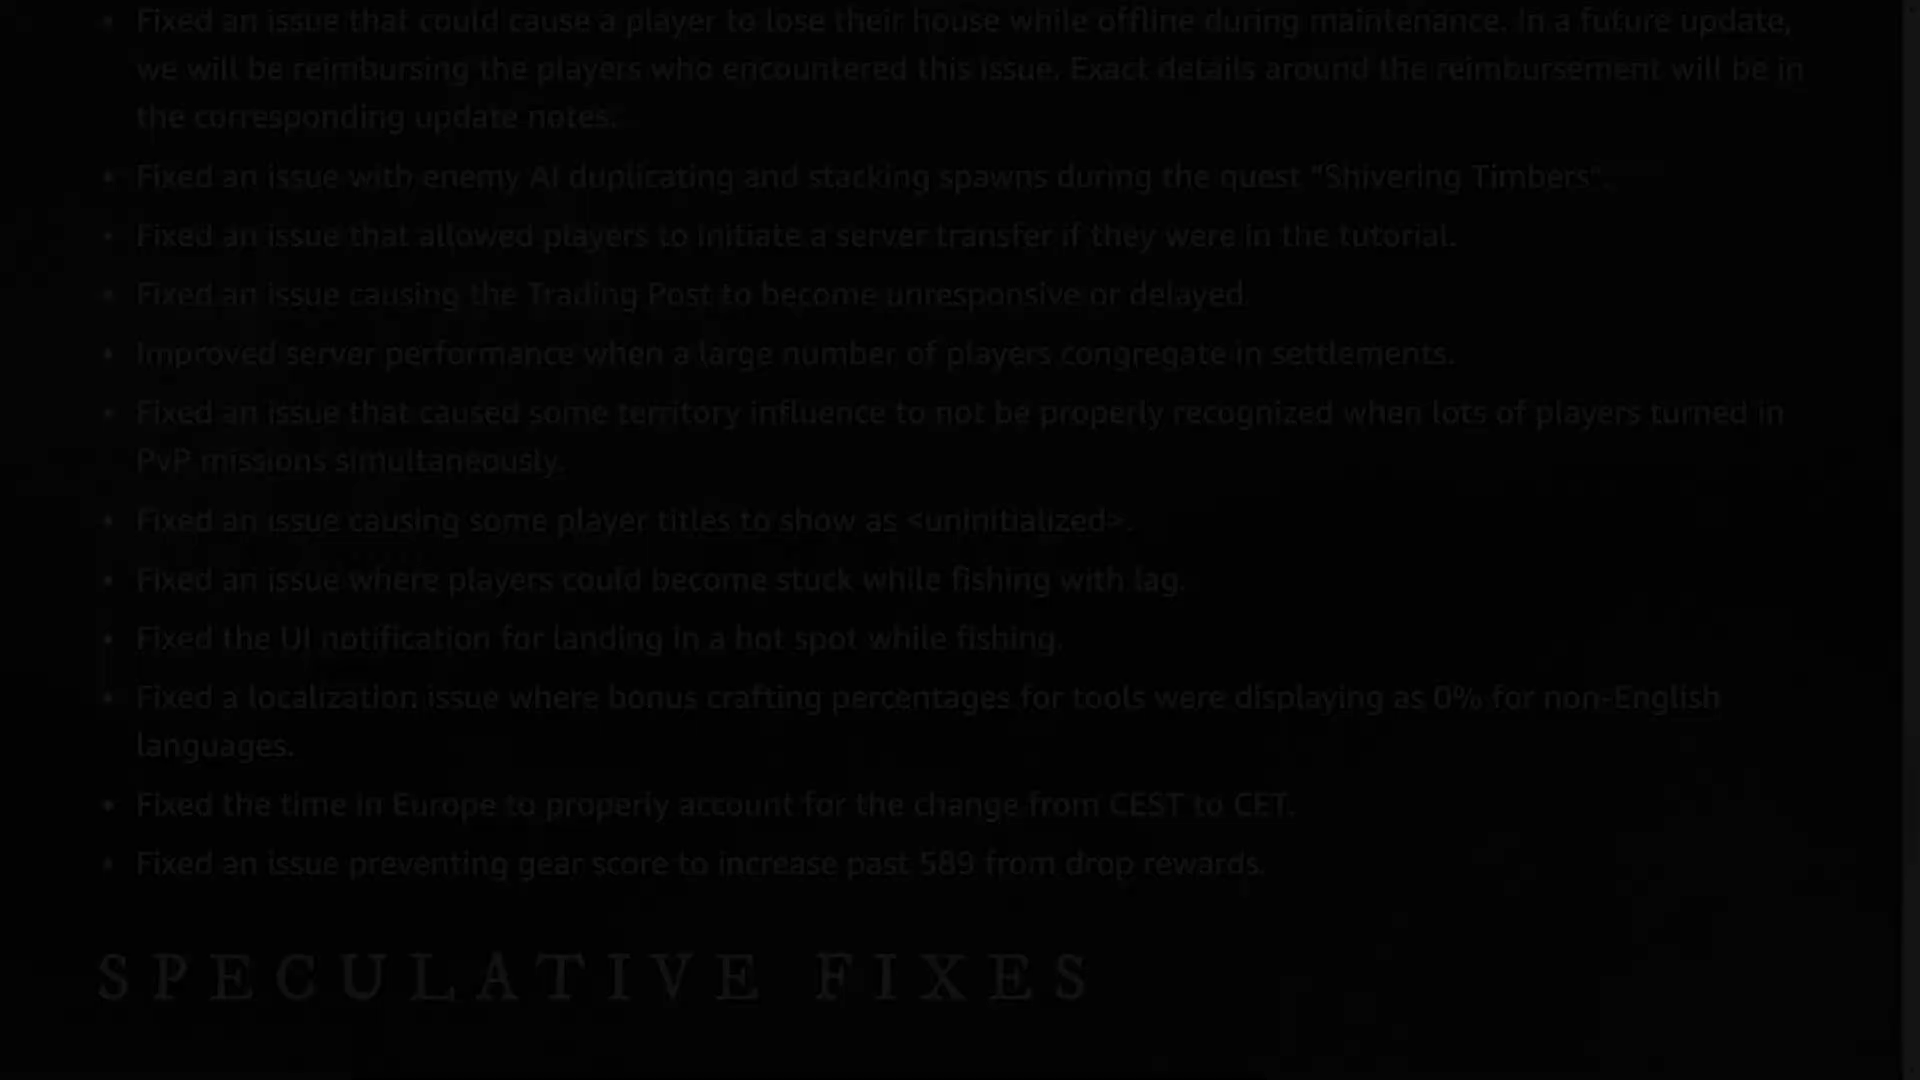 • Fixed an issue that could cause a player to lose their house while offline during maintenance. In a future update,
we will be reimbursing the players who encountered this issue. Exact details around the reimbursement will be in
the corresponding update notes.
• Fixed an issue with enemy AI duplicating and stacking spawns during the quest "Shivering Timbers".
• Fixed an issue that allowed players to initiate a server transfer if they were in the tutorial.
• Fixed an issue causing the Trading Post to become unresponsive or delayed
• Improved server performance when a large number of players congregate in settlements.
• Fixed an issue that caused some territory influence to not be properly recognized when lots of players turned in
PvP missions simultaneously.
• Fixed an issue causing some player titles to show as <uninitialized>.
• Fixed an issue where players could become stuck while fishing with lag.
• Fixed the UI notification for landing in a hot spot while fishing.
• Fixed a localization issue where bonus crafting percentages for tools were displaying as 0% for non-English
languages.
• Fixed the time in Europe to properly account for the change from CEST to CET.
• Fixed an issue preventing gear score to increase past 589 from drop rewards.
SPECULATIVE FIXES